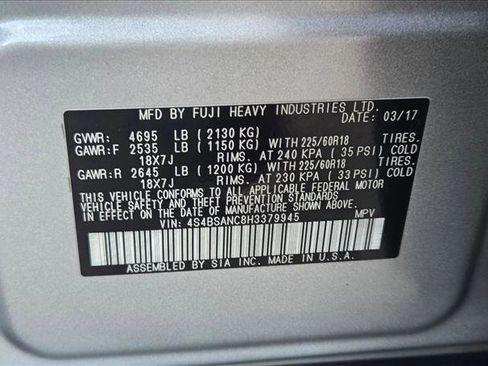 MFD BY FUJI HEAVY INDUSTRIES LTD.
DATE: 03/17
GVWR: 4695 LB ( 2130 KG)
GAWR:F 2535 LB ( 1150 KG) WITH 225/60R18 TIRES.
18X7J RIMS. AT 240 KPA ( 35 PSI) COLD
GAWR:R 2645 LB ( 1200 KG) WITH 225/60R18 TIRES.
18X7J RIMS. AT 230 KPA ( 33 PSI) COLD
THIS VEHICLE CONFORMS TO ALL APPLICABLE FEDERAL MOTOR
VEHICLE SAFETY AND THEFT PREVENTION STANDARDS
IN EFFECT ON THE DATE OF MANUFACTURE SHOWN ABOVE.
VIN: 4S4BSANC8H3379945 MPV
ASSEMBLED BY SIA INC. MADE IN U.S.A.